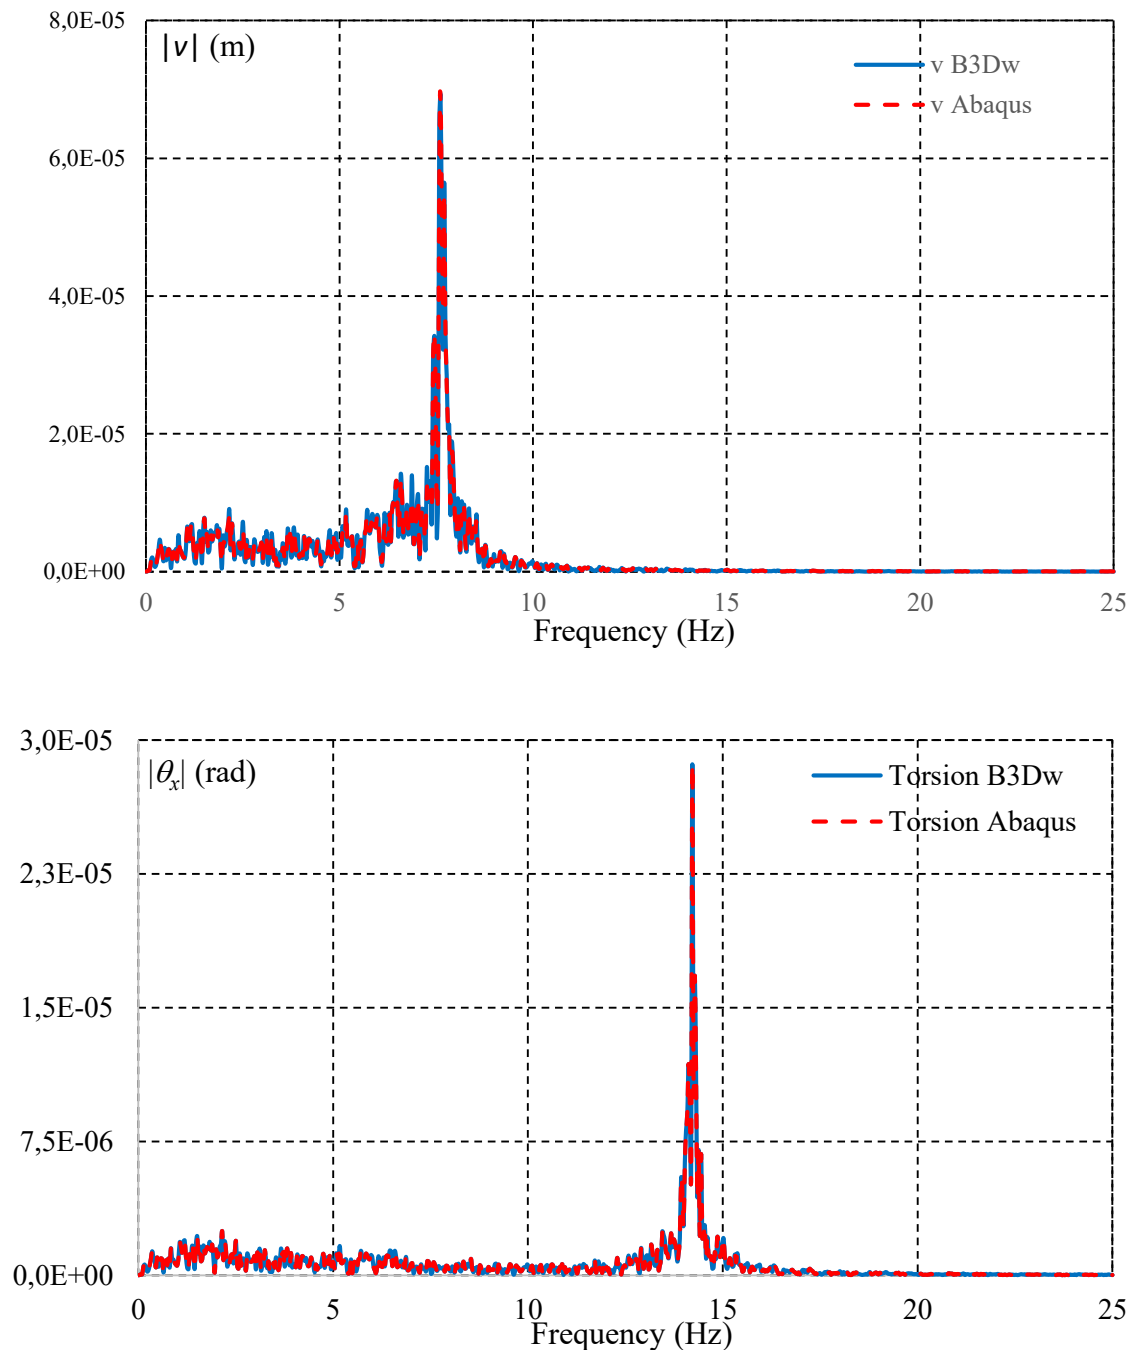 8,0E-05
|v| (m)
v B3Dw
v Abaqus
6,0E-05
4,0E-05
2,0E-05
0,0E+00
0 5 10 15 20 25
Frequency (Hz)
3,0E-05
|θx| (rad)
Torsion B3Dw
Torsion Abaqus
2,3E-05
1,5E-05
7,5E-06
0,0E+00
0 5 10 15 20 25
Frequency (Hz)